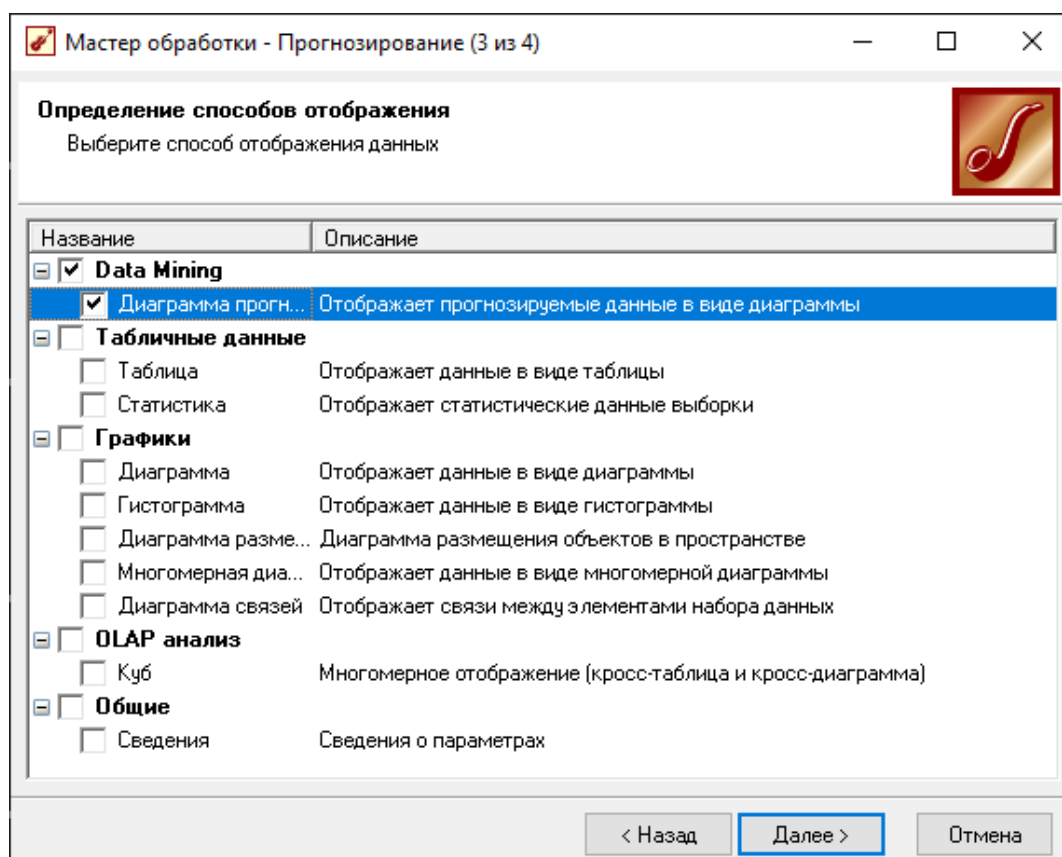 Мастер обработки - Прогнозирование (3 из 4)
Определение способов отображения
Выберите способ отображения данных
Название Описание
Data Mining
Диаграмма прогн... Отображает прогнозируемые данные в виде диаграммы
Табличные данные
Таблица Отображает данные в виде таблицы
Статистика Отображает статистические данные выборки
Графики
Диаграмма Отображает данные в виде диаграммы
Гистограмма Отображает данные в виде гистограммы
Диаграмма разме... Диаграмма размещения объектов в пространстве
Многомерная диа... Отображает данные в виде многомерной диаграммы
Диаграмма связей Отображает связи между элементами набора данных
OLAP анализ
Куб Многомерное отображение (кросс-таблица и кросс-диаграмма)
Общие
Сведения Сведения о параметрах
< Назад Далее > Отмена